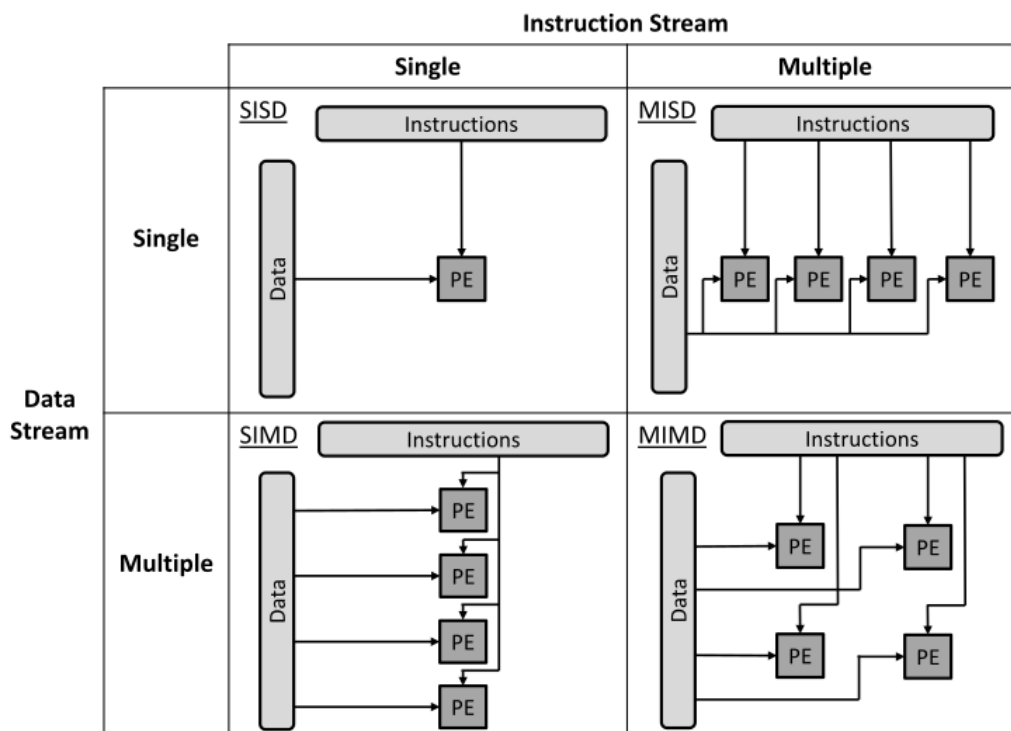 Instruction Stream
Single
Multiple
Data
Stream
Single
SISD
Instructions
Data
PE
MISD
Instructions
Data
PE
PE
PE
PE
Multiple
SIMD
Instructions
Data
PE
PE
PE
PE
MIMD
Instructions
Data
PE
PE
PE
PE